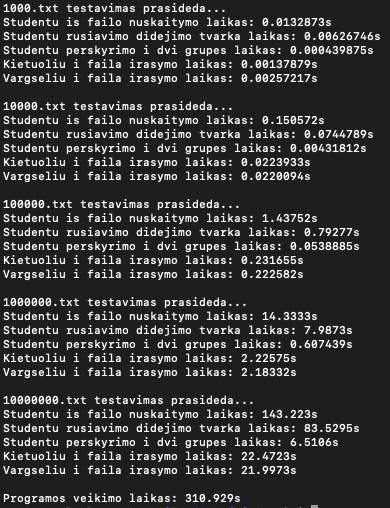 1000.txt testavimas prasideda...
Studentu is failo nuskaitymo laikas: 0.0132873s
Studentu rusiavimo didejimo tvarka laikas: 0.00626746s
Studentu perskyrimo i dvi grupes laikas: 0.000439875s
Kietuoliu i faila irasymo laikas: 0.00137879s
Vargseliu i faila irasymo laikas: 0.00257217s

10000.txt testavimas prasideda...
Studentu is failo nuskaitymo laikas: 0.150572s
Studentu rusiavimo didejimo tvarka laikas: 0.0744789s
Studentu perskyrimo i dvi grupes laikas: 0.00431812s
Kietuoliu i faila irasymo laikas: 0.0223933s
Vargseliu i faila irasymo laikas: 0.0220094s

100000.txt testavimas prasideda...
Studentu is failo nuskaitymo laikas: 1.43752s
Studentu rusiavimo didejimo tvarka laikas: 0.79277s
Studentu perskyrimo i dvi grupes laikas: 0.0538885s
Kietuoliu i faila irasymo laikas: 0.231655s
Vargseliu i faila irasymo laikas: 0.222582s

1000000.txt testavimas prasideda...
Studentu is failo nuskaitymo laikas: 14.3333s
Studentu rusiavimo didejimo tvarka laikas: 7.9873s
Studentu perskyrimo i dvi grupes laikas: 0.607439s
Kietuoliu i faila irasymo laikas: 2.22575s
Vargseliu i faila irasymo laikas: 2.18332s

10000000.txt testavimas prasideda...
Studentu is failo nuskaitymo laikas: 143.223s
Studentu rusiavimo didejimo tvarka laikas: 83.5295s
Studentu perskyrimo i dvi grupes laikas: 6.5106s
Kietuoliu i faila irasymo laikas: 22.4723s
Vargseliu i faila irasymo laikas: 21.9973s

Programos veikimo laikas: 310.929s